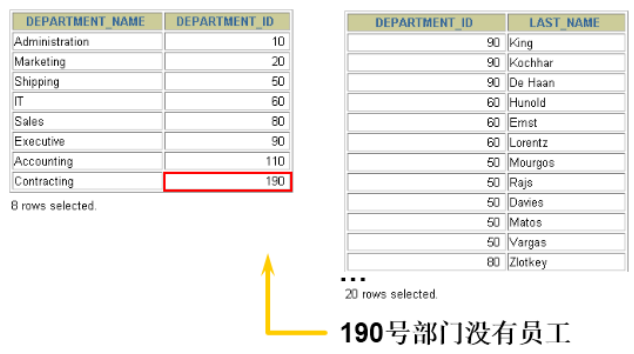 DEPARTMENT_NAME DEPARTMENT_ID
Administration 10
Marketing 20
Shipping 50
IT 60
Sales 80
Executive 90
Accounting 110
Contracting 190
8 rows selected.
DEPARTMENT_ID LAST_NAME
90 King
90 Kochhar
90 De Haan
60 Hunold
60 Ernst
60 Lorentz
50 Mourgos
50 Rajs
50 Davies
50 Matos
50 Vargas
80 Zlotkey
...
20 rows selected.
190号部门没有员工